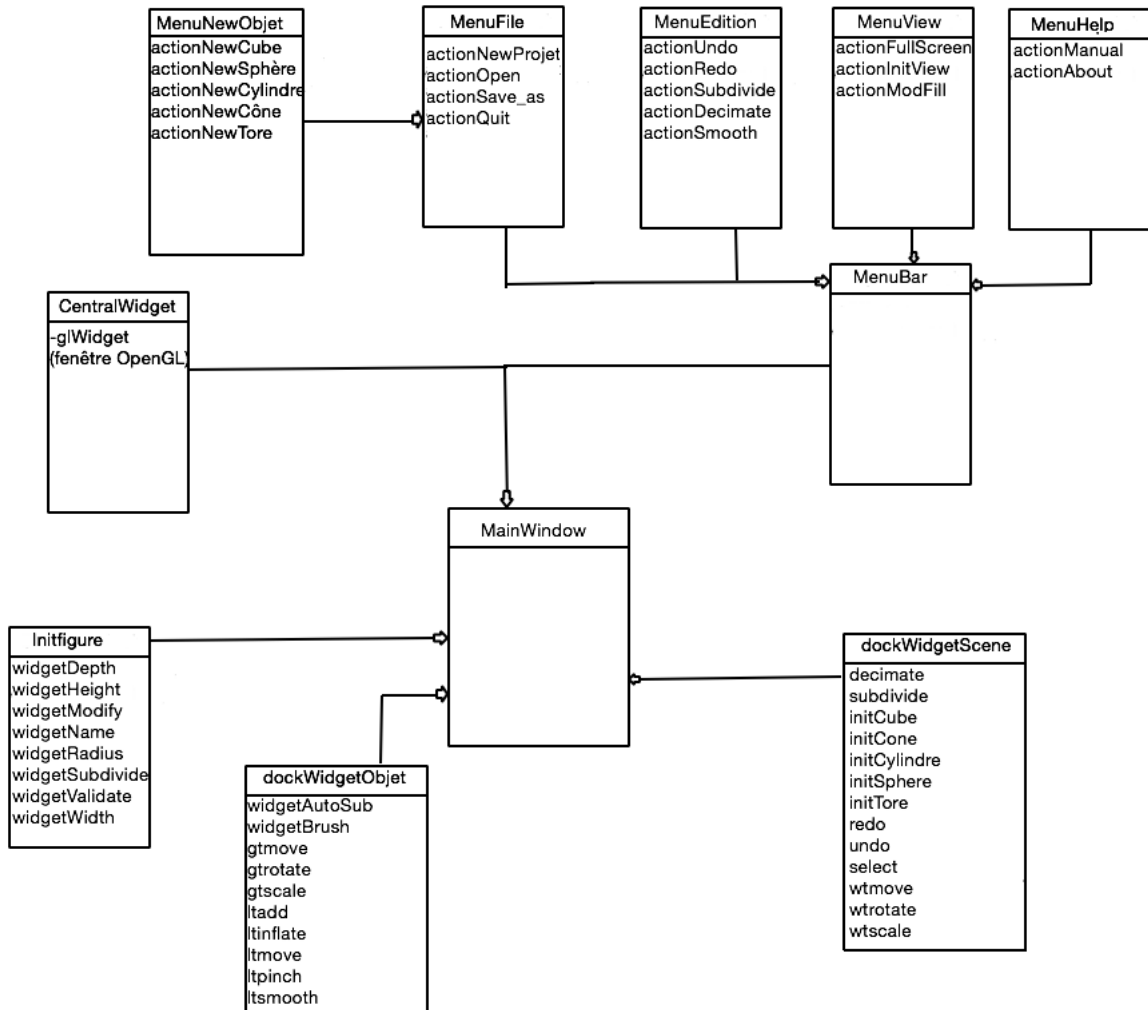 MenuNewObjet
actionNewCube
actionNewSphère
actionNewCylindre
actionNewCône
actionNewTore
MenuFile
actionNewProjet
actionOpen
actionSave_as
actionQuit
MenuEdition
actionUndo
actionRedo
actionSubdivide
actionDecimate
actionSmooth
MenuView
actionFullScreen
actionInitView
actionModFill
MenuHelp
actionManual
actionAbout
CentralWidget
-glWidget
(fenêtre OpenGL)
MenuBar
MainWindow
Initfigure
widgetDepth
widgetHeight
widgetModify
widgetName
widgetRadius
widgetSubdivide
widgetValidate
widgetWidth
dockWidgetObjet
widgetAutoSub
widgetBrush
gtmove
gtrotate
gtscale
ltadd
ltinflate
ltmove
ltpinch
ltsmooth
dockWidgetScene
decimate
subdivide
initCube
initCone
initCylindre
initSphere
initTore
redo
undo
select
wtmove
wtrotate
wtscale